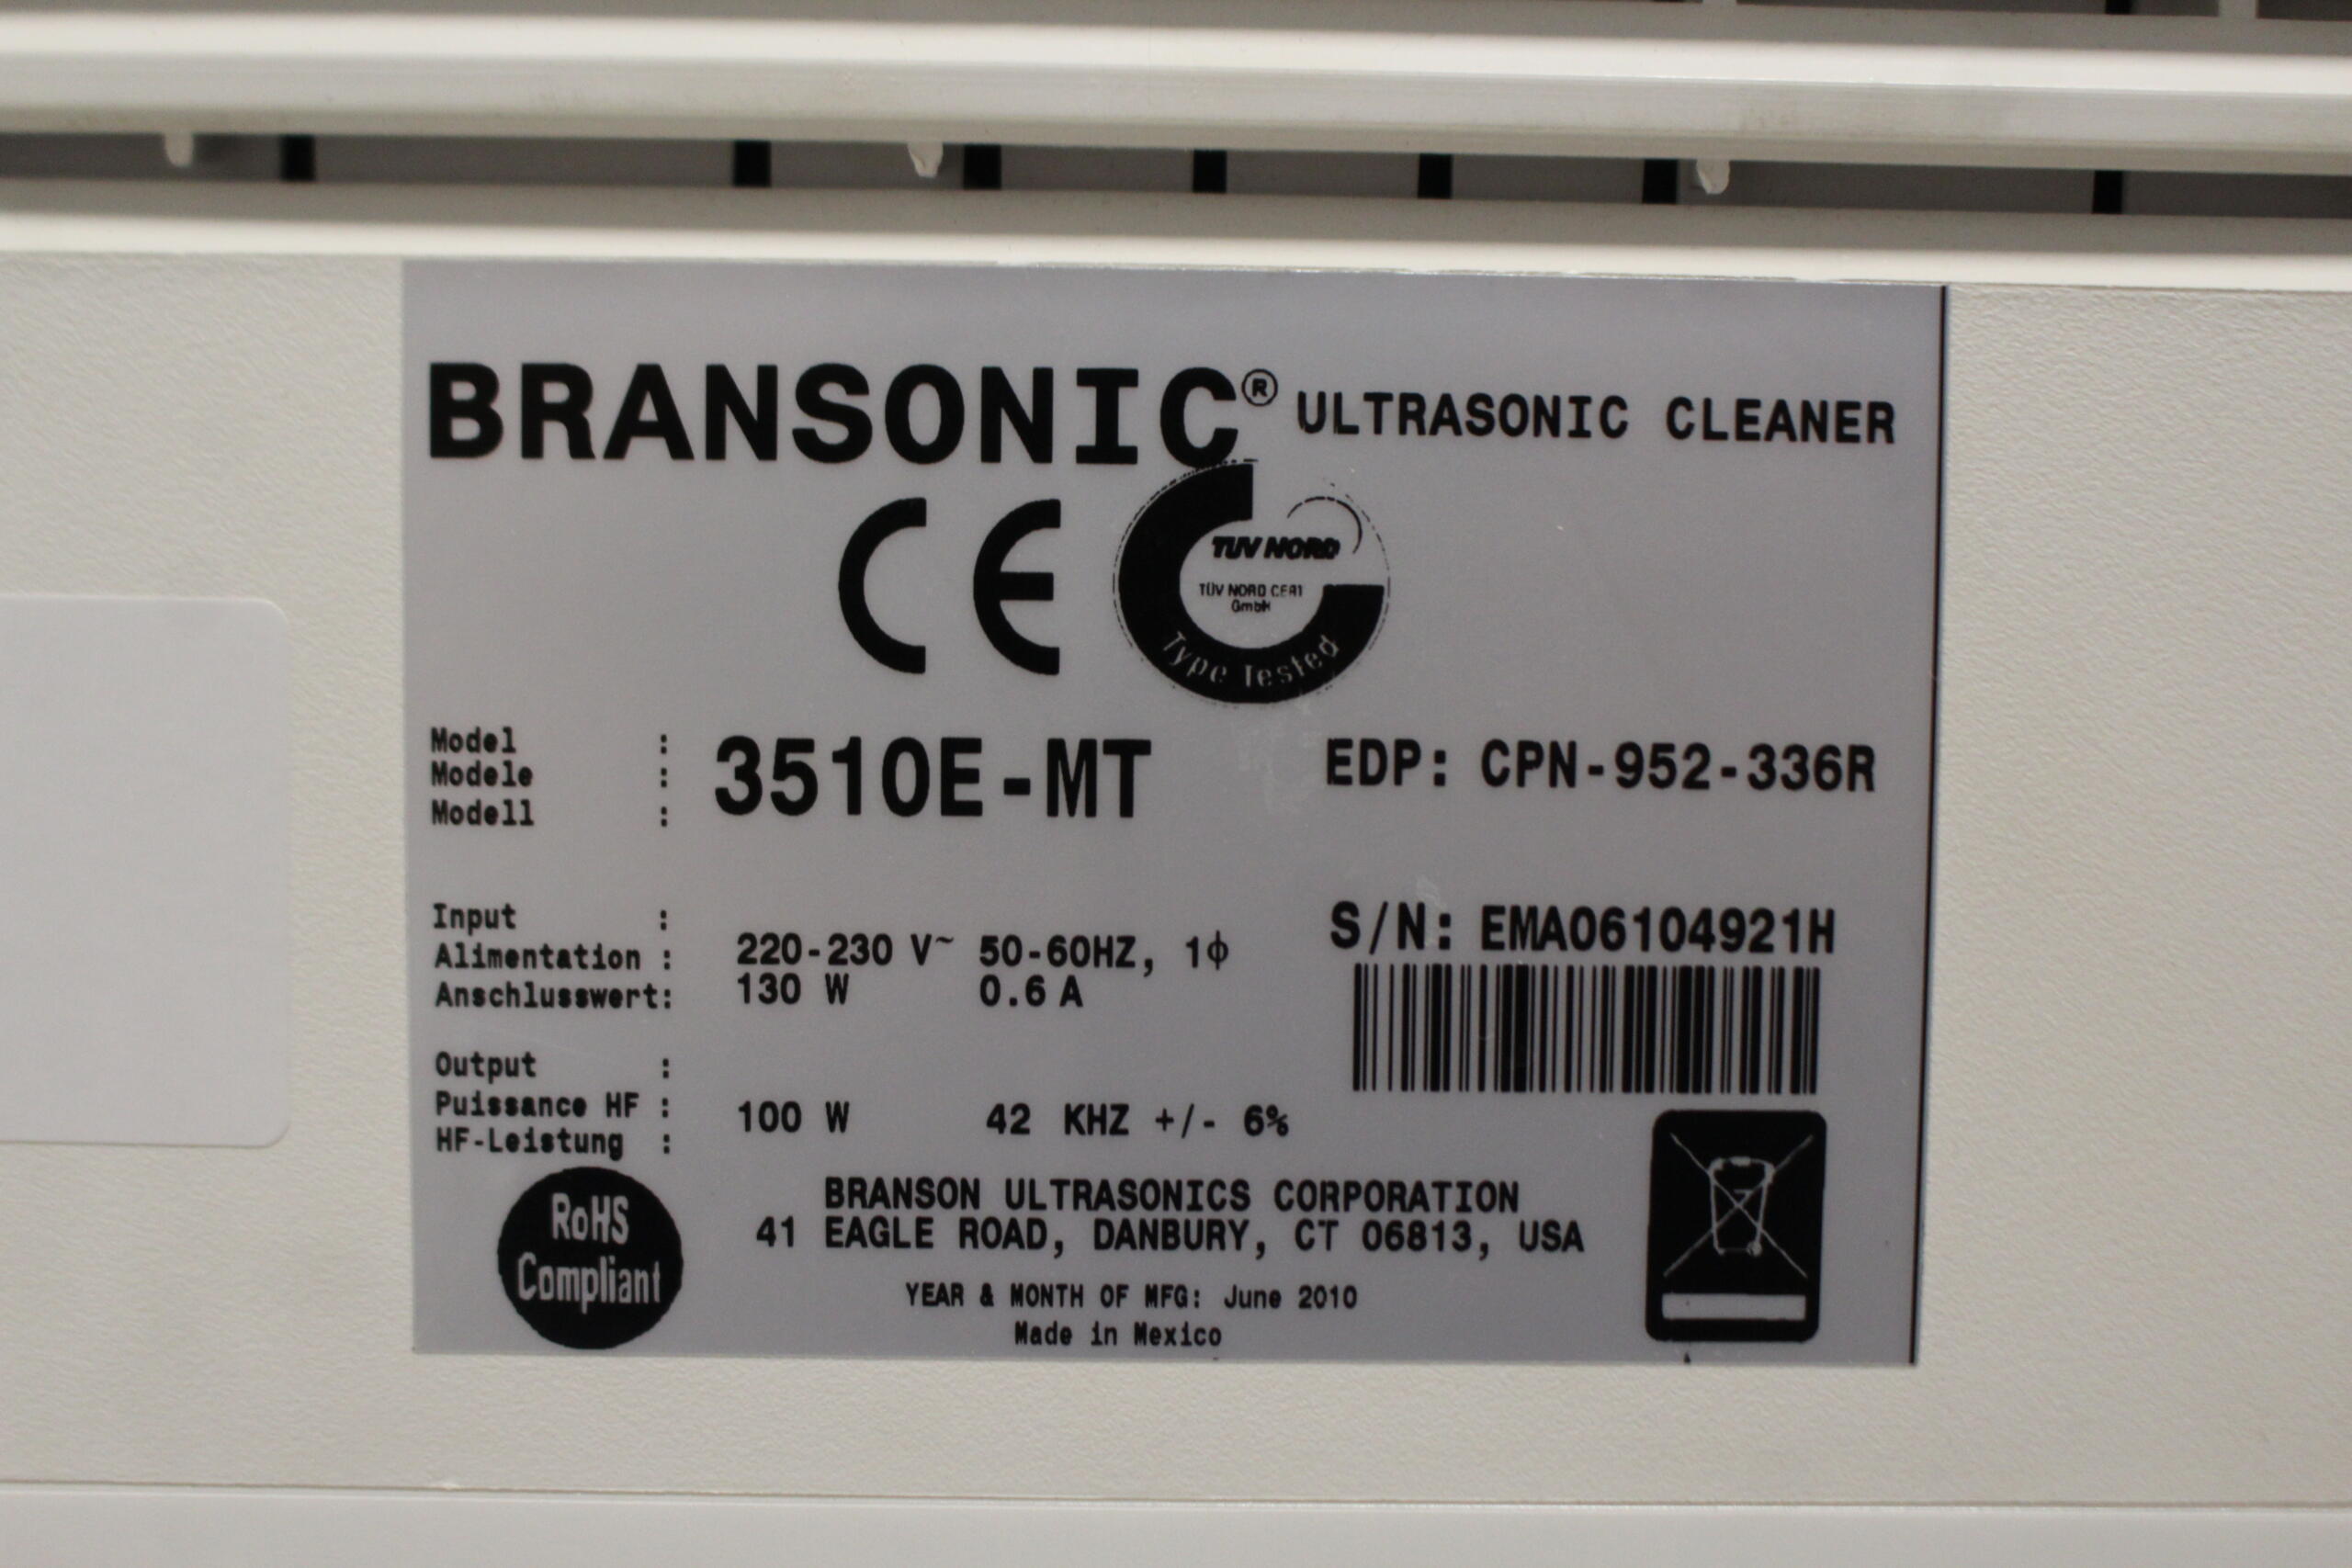 BRANSONIC® ULTRASONIC CLEANER
CE
TUV NORD
TÜV NORD CERT
GmbH
Type Tested
Model :
Modele : 3510E-MT EDP: CPN-952-336R
Modell :
Input : S/N: EMA06104921H
Alimentation : 220-230 V~ 50-60HZ, 1ϕ
Anschlusswert: 130 W 0.6 A
Output :
Puissance HF : 100 W 42 KHZ +/- 6%
HF-Leistung :
RoHS
Compliant
BRANSON ULTRASONICS CORPORATION
41 EAGLE ROAD, DANBURY, CT 06813, USA
YEAR & MONTH OF MFG: June 2010
Made in Mexico